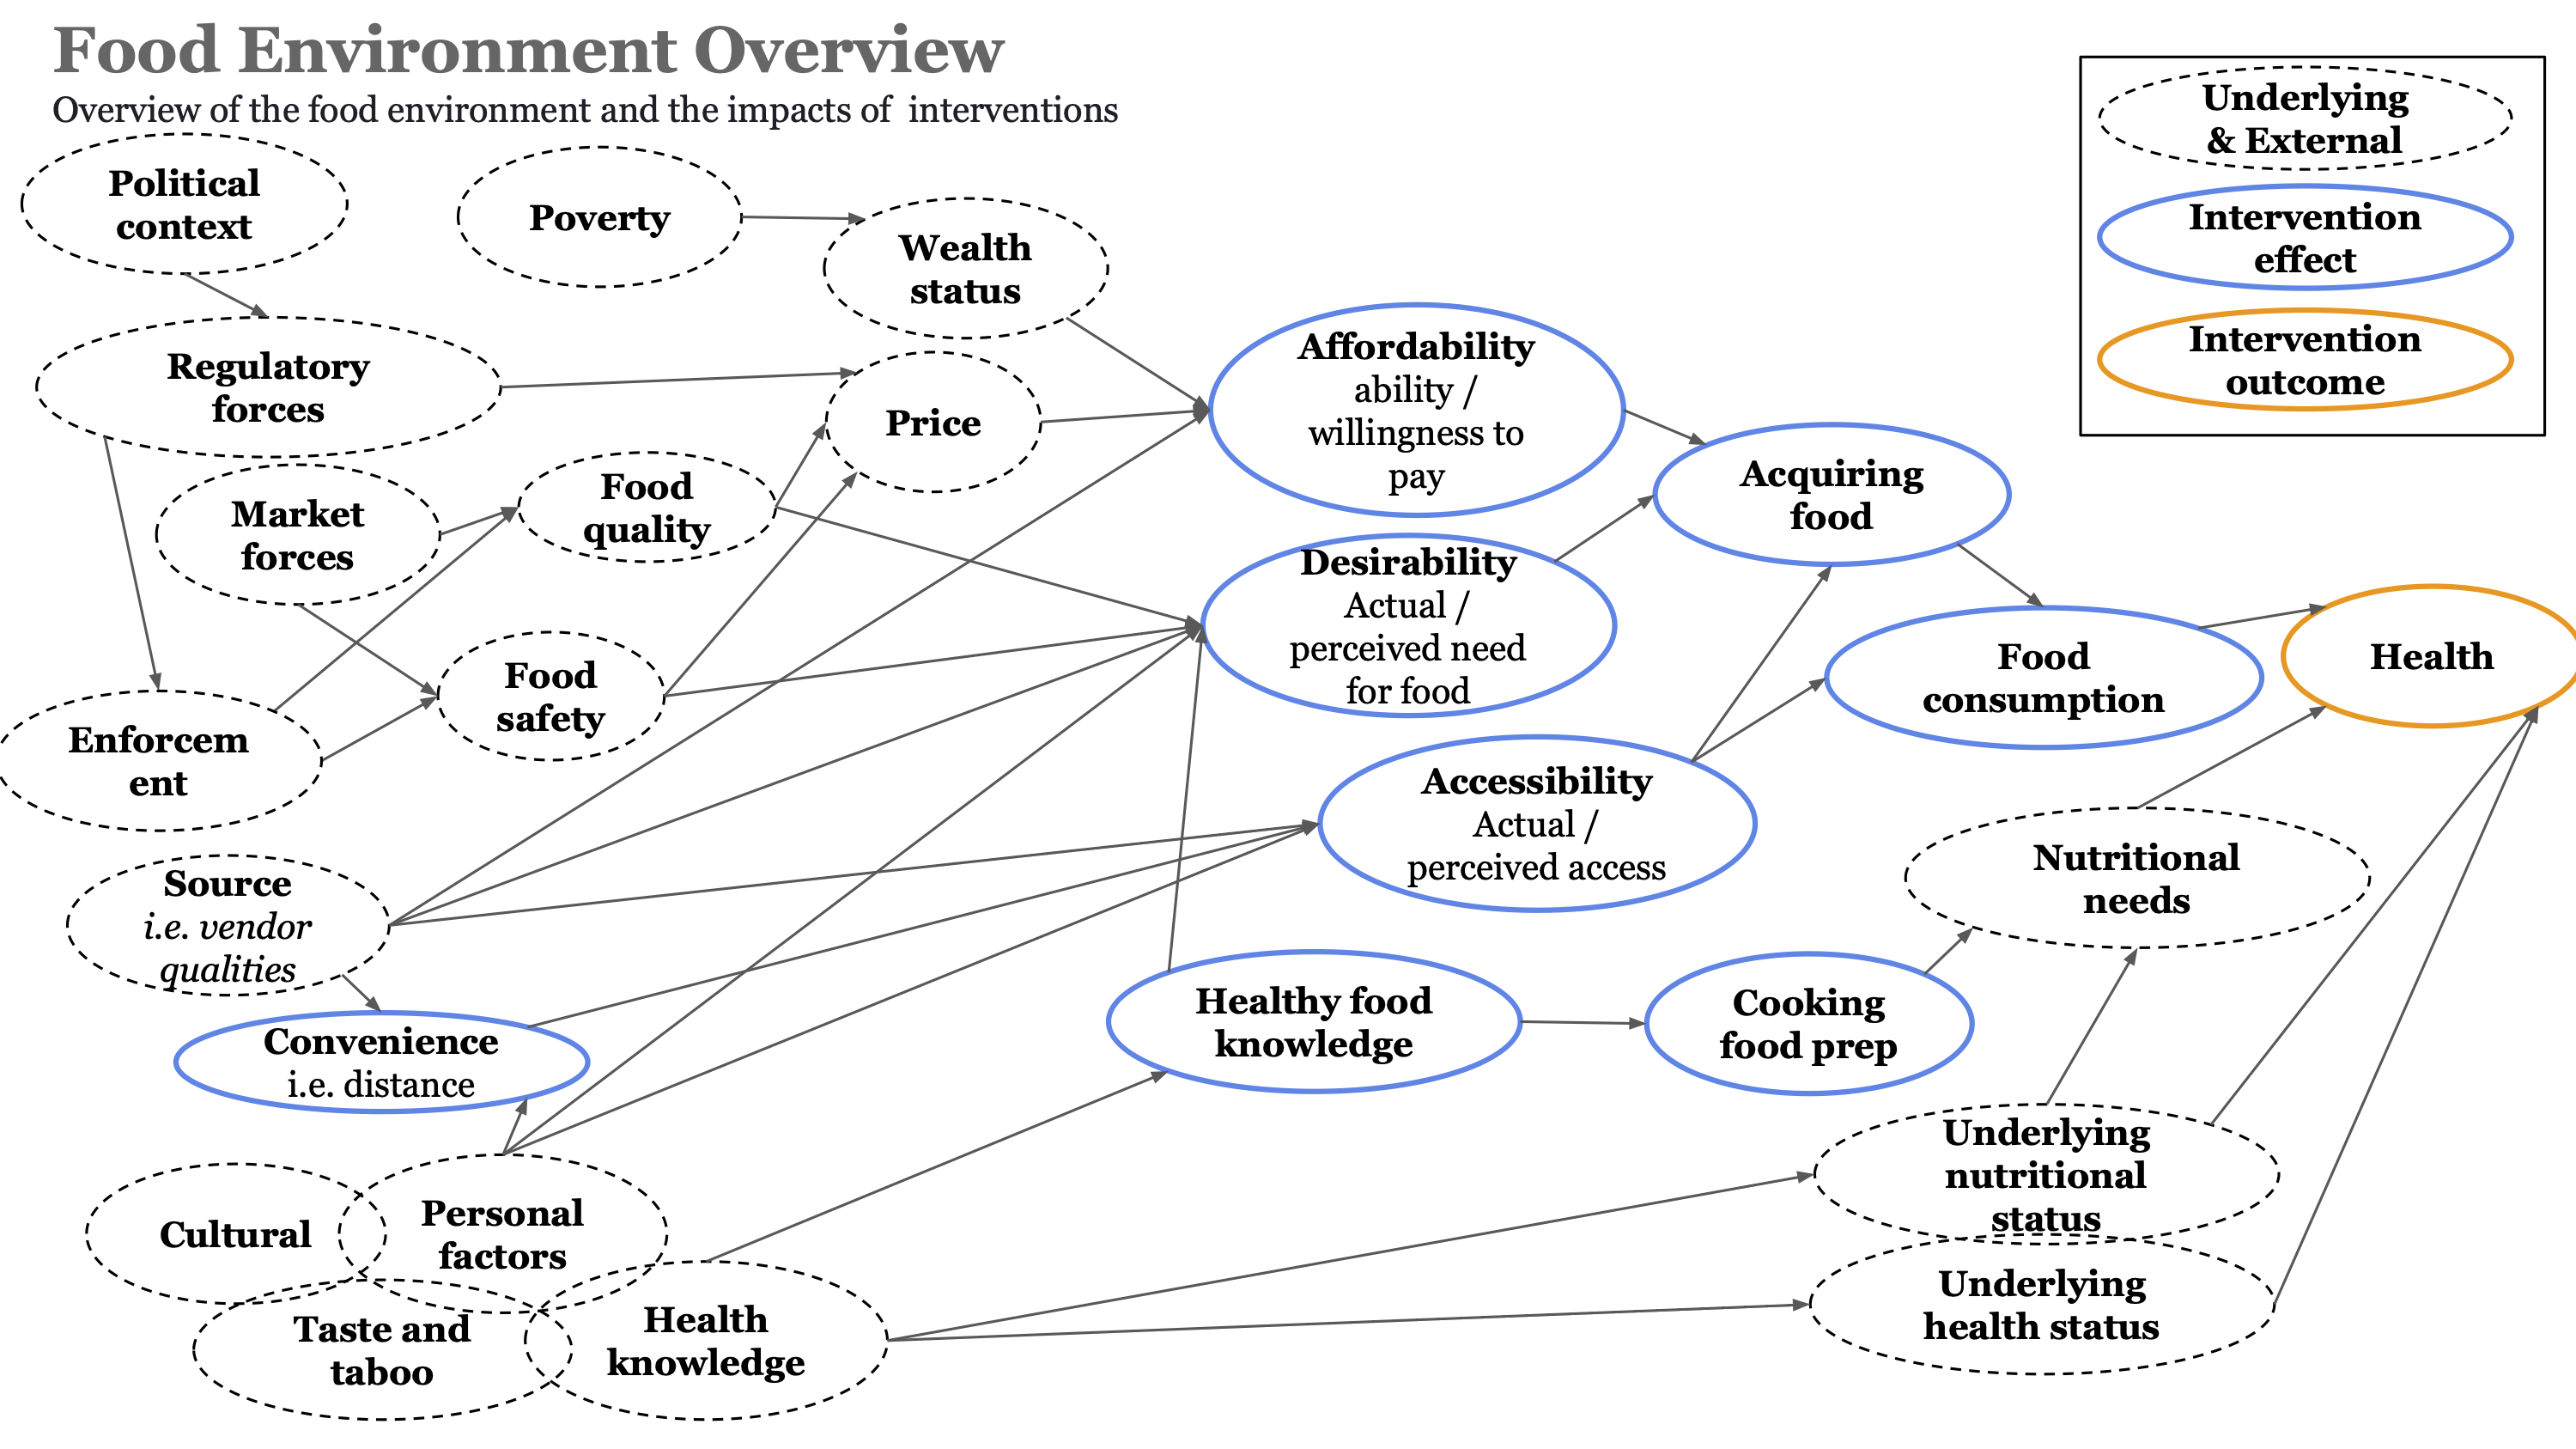 Food Environment Overview
Overview of the food environment and the impacts of  interventions
Underlying
& External
Intervention
effect
Intervention
outcome
Political
context
Poverty
Wealth
status
Regulatory
forces
Price
Affordability
ability /
willingness to
pay
Market
forces
Food
quality
Acquiring
food
Desirability
Actual /
perceived need
for food
Food
safety
Food
consumption
Health
Enforcem
ent
Accessibility
Actual /
perceived access
Source
i.e. vendor
qualities
Nutritional
needs
Convenience
i.e. distance
Healthy food
knowledge
Cooking
food prep
Cultural
Personal
factors
Taste and
taboo
Health
knowledge
Underlying
nutritional
status
Underlying
health status